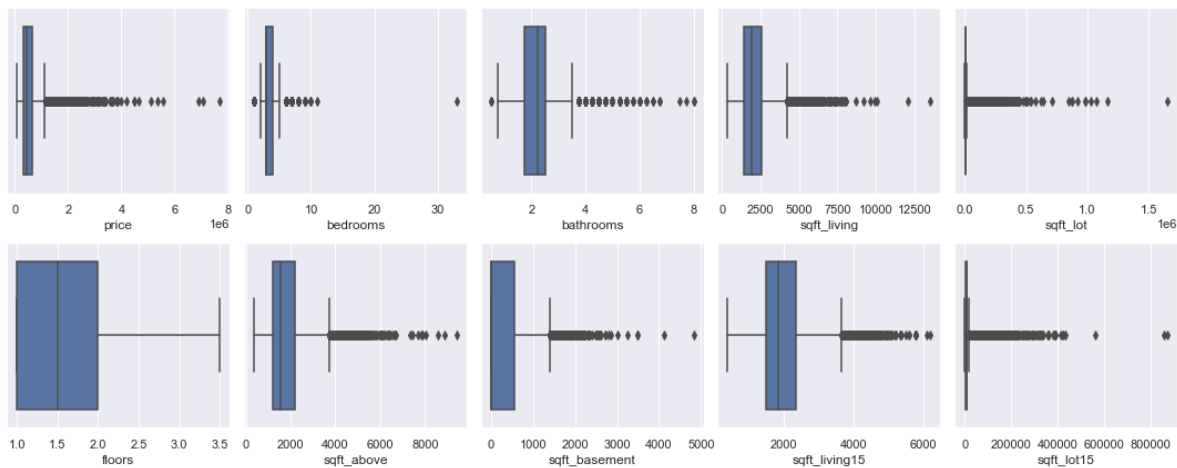 0 2 4 6 8
1e6
price
0 10 20 30
bedrooms
2 4 6 8
bathrooms
0 2500 5000 7500 10000 12500
sqft_living
0.0 0.5 1.0 1.5
1e6
sqft_lot
1.0 1.5 2.0 2.5 3.0 3.5
floors
0 2000 4000 6000 8000
sqft_above
0 1000 2000 3000 4000 5000
sqft_basement
2000 4000 6000
sqft_living15
0 200000 400000 600000 800000
sqft_lot15